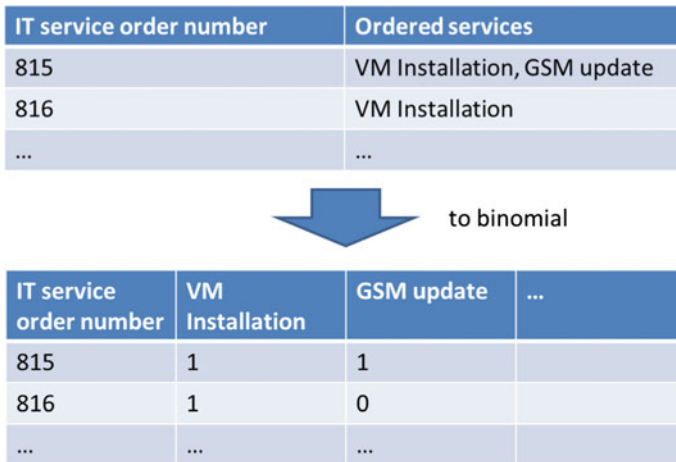 IT service order number Ordered services
815 VM Installation, GSM update
816 VM Installation
... ...
to binomial
IT service order number VM Installation GSM update ...
815 1 1
816 1 0
... ... ...